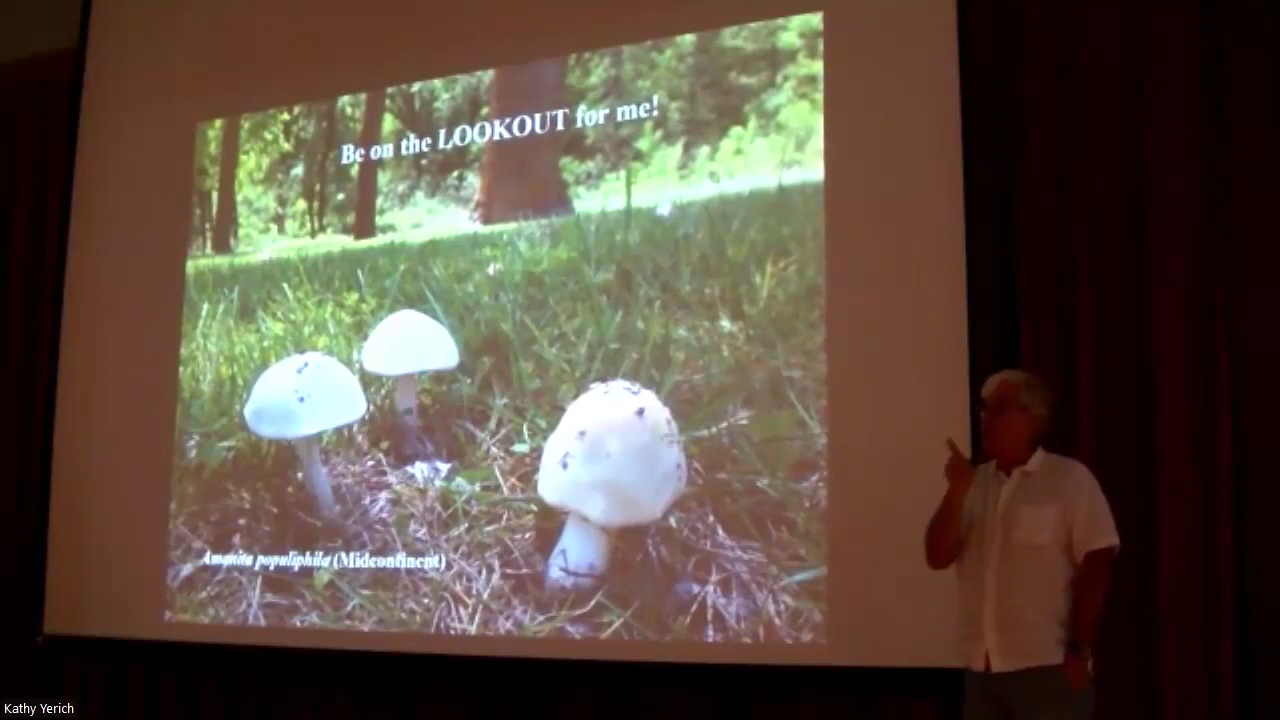 Be on the LOOKOUT for me!
Amanita populiphila (Midcontinent)
Kathy Yerich